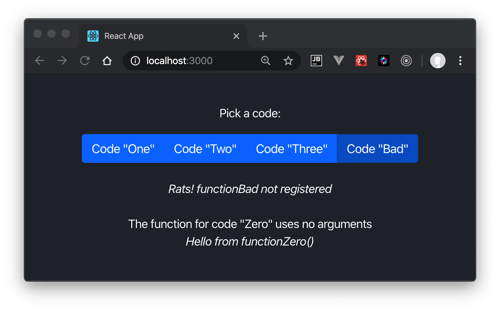 React App
localhost:3000
JB
Pick a code:
Code "One" Code "Two" Code "Three" Code "Bad"
Rats! functionBad not registered
The function for code "Zero" uses no arguments
Hello from functionZero()